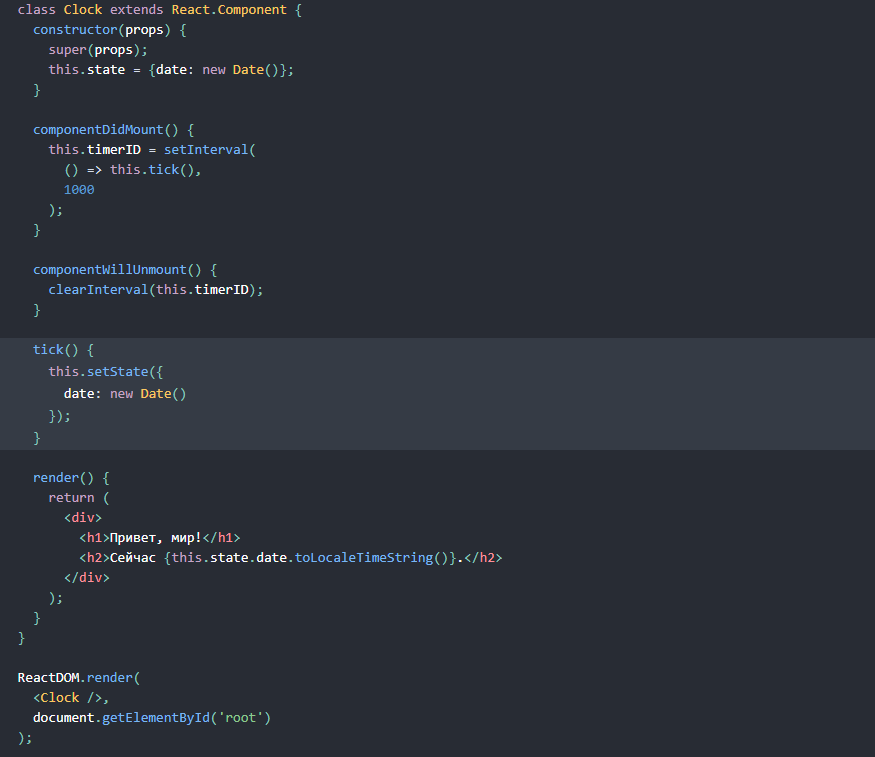 class Clock extends React.Component {
  constructor(props) {
    super(props);
    this.state = {date: new Date()};
  }

  componentDidMount() {
    this.timerID = setInterval(
      () => this.tick(),
      1000
    );
  }

  componentWillUnmount() {
    clearInterval(this.timerID);
  }

  tick() {
    this.setState({
      date: new Date()
    });
  }

  render() {
    return (
      <div>
        <h1>Привет, мир!</h1>
        <h2>Сейчас {this.state.date.toLocaleTimeString()}.</h2>
      </div>
    );
  }
}

ReactDOM.render(
  <Clock />,
  document.getElementById('root')
);